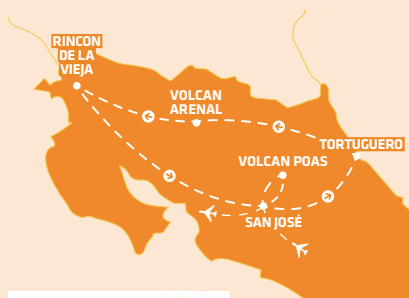 RINCON
DE LA
VIEJA
VOLCAN
ARENAL
TORTUGUERO
VOLCAN POAS
SAN JOSÉ